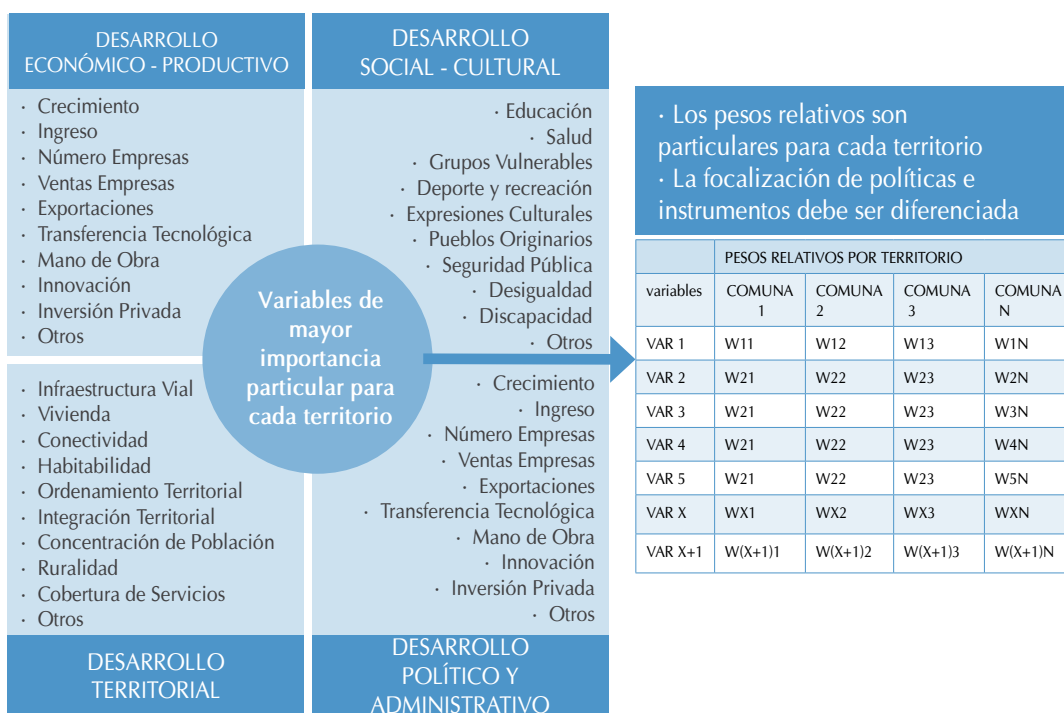 DESARROLLO
ECONÓMICO - PRODUCTIVO
· Crecimiento
· Ingreso
· Número Empresas
· Ventas Empresas
· Exportaciones
· Transferencia Tecnológica
· Mano de Obra
· Innovación
· Inversión Privada
· Otros
DESARROLLO
SOCIAL - CULTURAL
· Educación
· Salud
· Grupos Vulnerables
· Deporte y recreación
· Expresiones Culturales
· Pueblos Originarios
· Seguridad Pública
· Desigualdad
· Discapacidad
· Otros
Variables de
mayor
importancia
particular para
cada territorio
· Infraestructura Vial
· Vivienda
· Conectividad
· Habitabilidad
· Ordenamiento Territorial
· Integración Territorial
· Concentración de Población
· Ruralidad
· Cobertura de Servicios
· Otros
DESARROLLO
TERRITORIAL
· Crecimiento
· Ingreso
· Número Empresas
· Ventas Empresas
· Exportaciones
· Transferencia Tecnológica
· Mano de Obra
· Innovación
· Inversión Privada
· Otros
DESARROLLO
POLÍTICO Y
ADMINISTRATIVO
· Los pesos relativos son
particulares para cada territorio
· La focalización de políticas e
instrumentos debe ser diferenciada
PESOS RELATIVOS POR TERRITORIO
variables COMUNA 1 COMUNA 2 COMUNA 3 COMUNA N
VAR 1 W11 W12 W13 W1N
VAR 2 W21 W22 W23 W2N
VAR 3 W21 W22 W23 W3N
VAR 4 W21 W22 W23 W4N
VAR 5 W21 W22 W23 W5N
VAR X WX1 WX2 WX3 WXN
VAR X+1 W(X+1)1 W(X+1)2 W(X+1)3 W(X+1)N